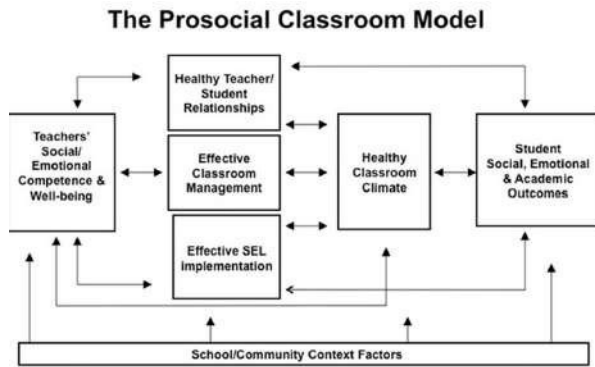 The Prosocial Classroom Model
Healthy Teacher/
Student
Relationships
Teachers'
Social/
Emotional
Competence &
Well-being
Effective
Classroom
Management
Healthy
Classroom
Climate
Student
Social, Emotional
& Academic
Outcomes
Effective SEL
implementation
School/Community Context Factors